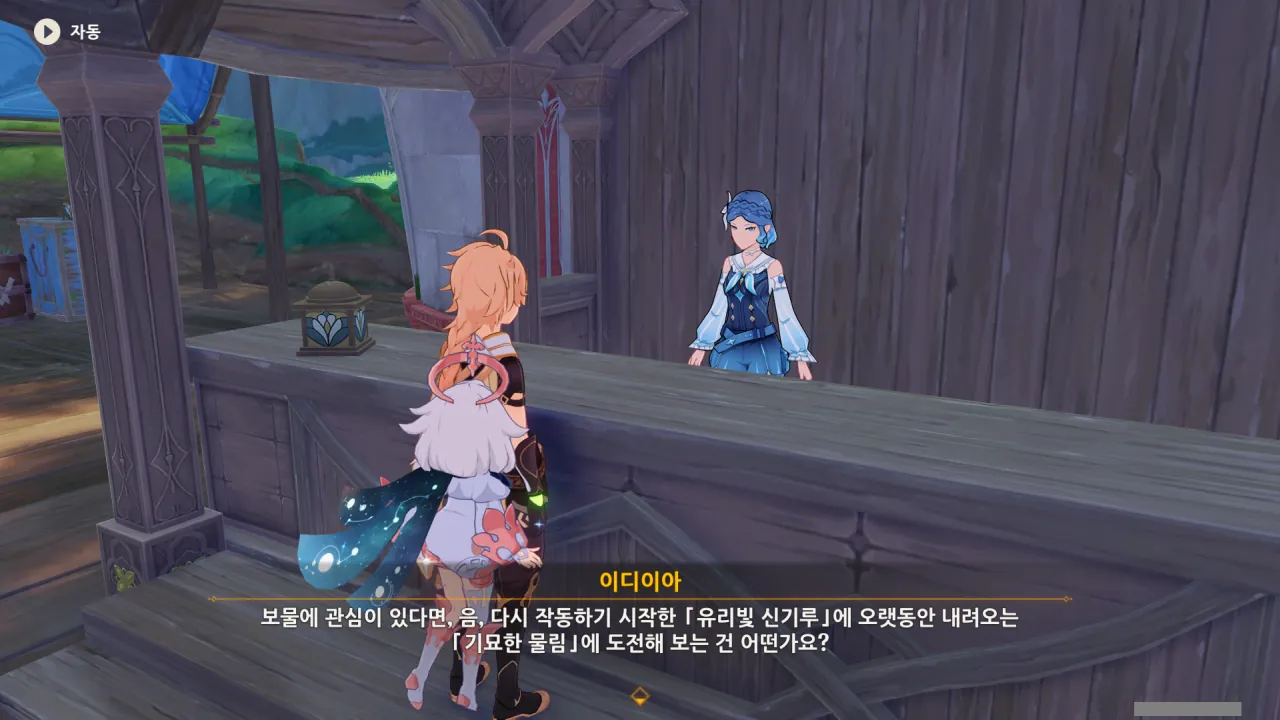 자동
이디이아
보물에 관심이 있다면, 음, 다시 작동하기 시작한 「유리빛 신기루」에 오랫동안 내려오는
「기묘한 물림」에 도전해 보는 건 어떤가요?